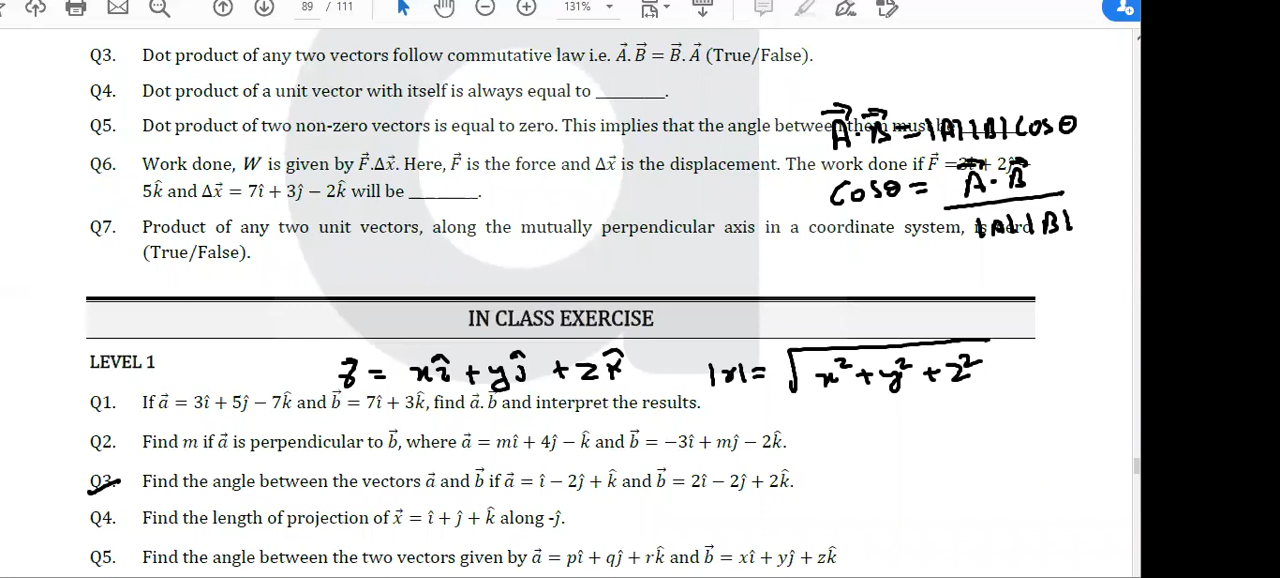 89 / 111
131%
Q3. Dot product of any two vectors follow commutative law i.e. A⃗. B⃗ = B⃗. A⃗ (True/False).
Q4. Dot product of a unit vector with itself is always equal to ________.
Q5. Dot product of two non-zero vectors is equal to zero. This implies that the angle between them must
A⃗ · B⃗ = |A| |B| cos θ
Q6. Work done, W is given by F⃗.Δx⃗. Here, F⃗ is the force and Δx⃗ is the displacement. The work done if F⃗ = + 2ĵ
5k̂ and Δx⃗ = 7î + 3ĵ − 2k̂ will be ________.
cos θ = A⃗ · B⃗ / |A| |B|
Q7. Product of any two unit vectors, along the mutually perpendicular axis in a coordinate system,
(True/False).
IN CLASS EXERCISE
LEVEL 1
= xî + yĵ + zk̂ |r| = √x² + y² + z²
Q1. If a⃗ = 3î + 5ĵ − 7k̂ and b⃗ = 7î + 3k̂, find a⃗. b⃗ and interpret the results.
Q2. Find m if a⃗ is perpendicular to b⃗, where a⃗ = mî + 4ĵ − k̂ and b⃗ = −3î + mĵ − 2k̂.
Q3. Find the angle between the vectors a⃗ and b⃗ if a⃗ = î − 2ĵ + k̂ and b⃗ = 2î − 2ĵ + 2k̂.
Q4. Find the length of projection of x⃗ = î + ĵ + k̂ along -ĵ.
Q5. Find the angle between the two vectors given by a⃗ = pî + qĵ + rk̂ and b⃗ = xî + yĵ + zk̂